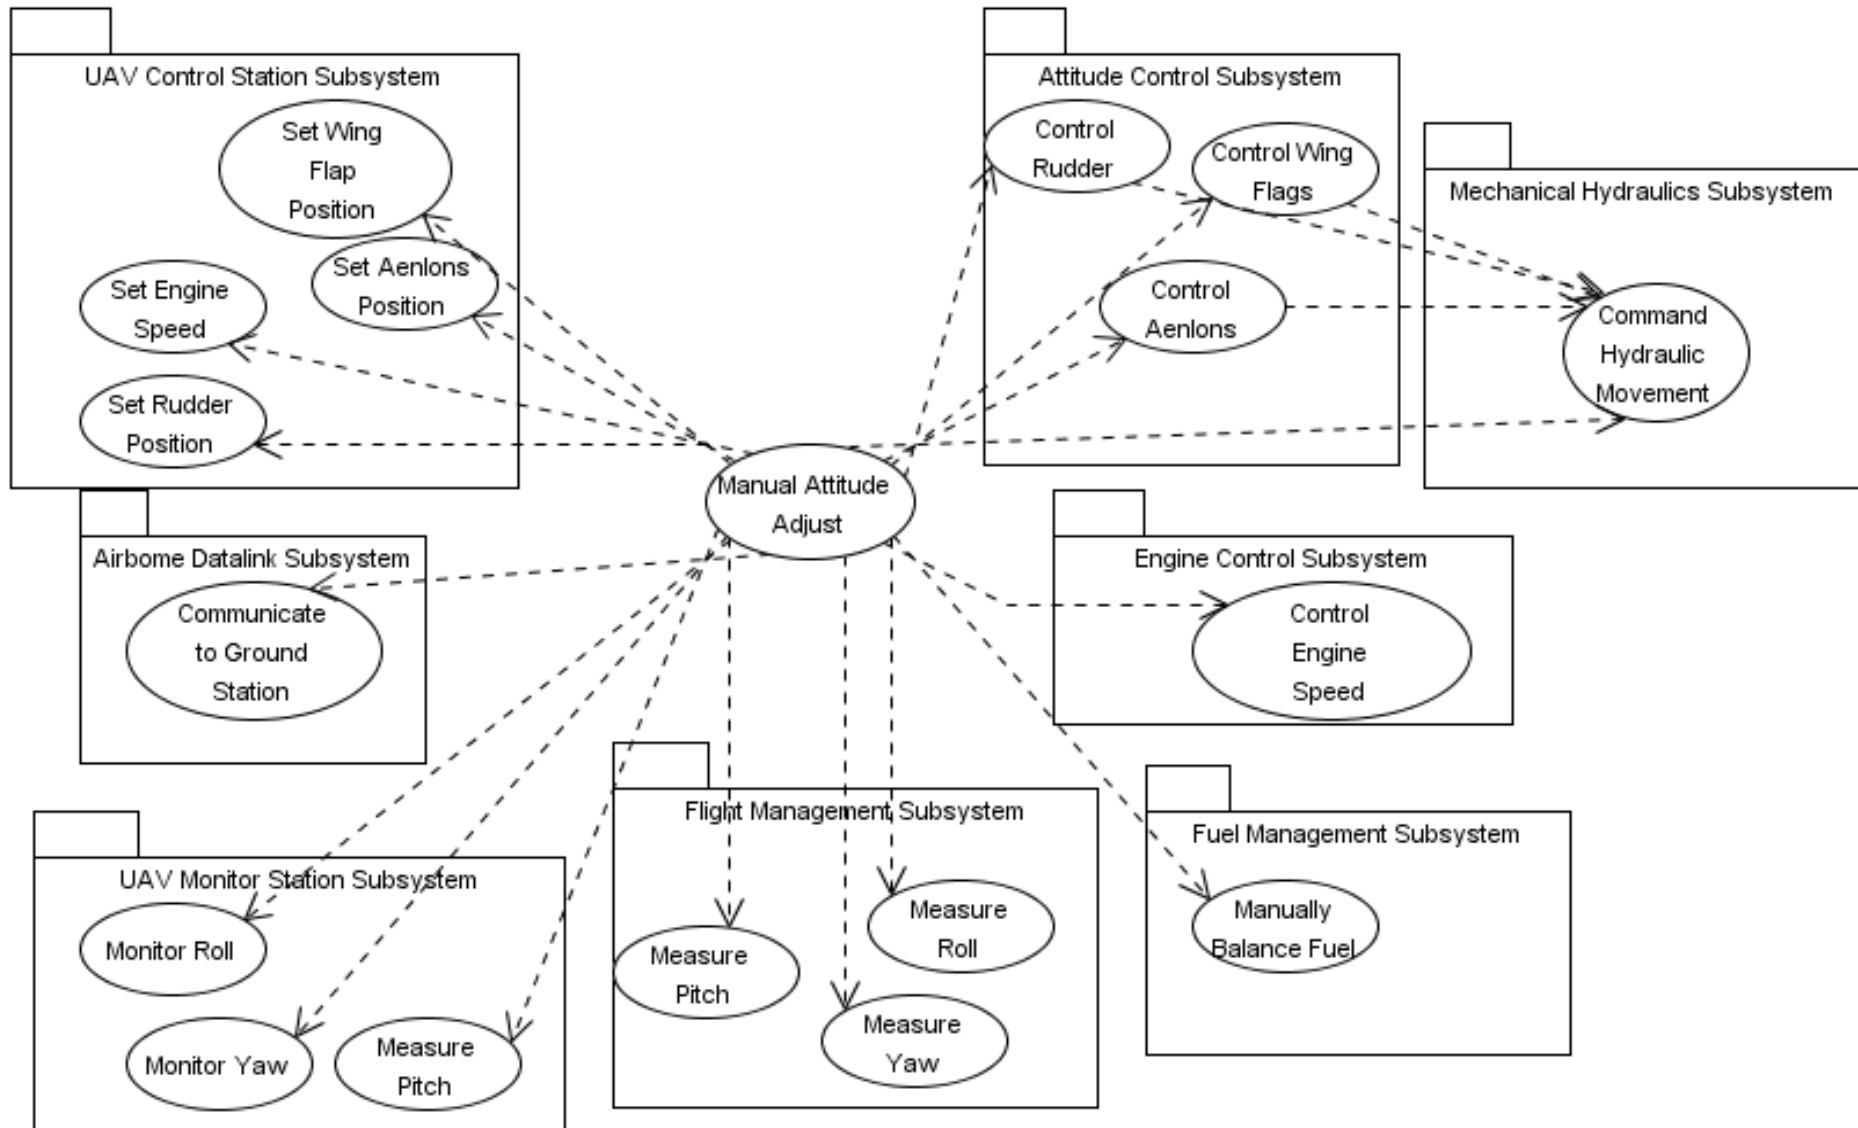 UAV Control Station Subsystem
Set Wing
Flap
Position
Set Aenlons
Position
Set Engine
Speed
Set Rudder
Position
Attitude Control Subsystem
Control
Rudder
Control Wing
Flags
Control
Aenlons
Mechanical Hydraulics Subsystem
Command
Hydraulic
Movement
Manual Attitude
Adjust
Airbome Datalink Subsystem
Communicate
to Ground
Station
Engine Control Subsystem
Control
Engine
Speed
UAV Monitor Station Subsystem
Monitor Roll
Monitor Yaw
Measure
Pitch
Flight Management Subsystem
Measure
Pitch
Measure
Roll
Measure
Yaw
Fuel Management Subsystem
Manually
Balance Fuel